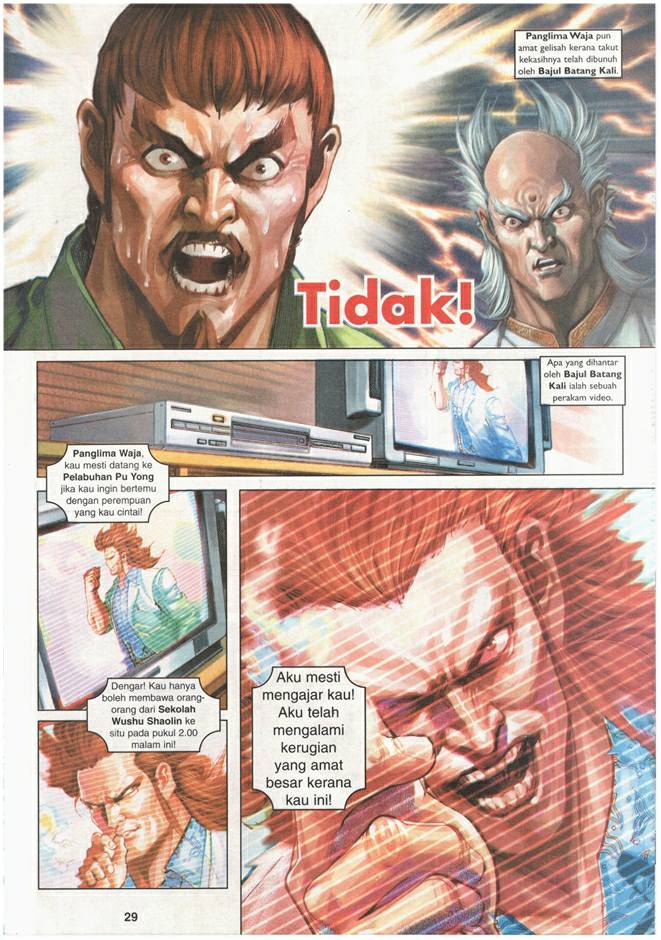 Panglima Waja pun
amat gelisah kerana takut
kekasihnya telah dibunuh
oleh Bajul Batang Kali.
Tidak!
Apa yang dihantar
oleh Bajul Batang
Kali ialah sebuah
perakam video.
Panglima Waja,
kau mesti datang ke
Pelabuhan Pu Yong
jika kau ingin bertemu
dengan perempuan
yang kau cintai!
Dengar! Kau hanya
boleh membawa orang-
orang dari Sekolah
Wushu Shaolin ke
situ pada pukul 2.00
malam ini!
Aku mesti
mengajar kau!
Aku telah
mengalami
kerugian
yang amat
besar kerana
kau ini!
29